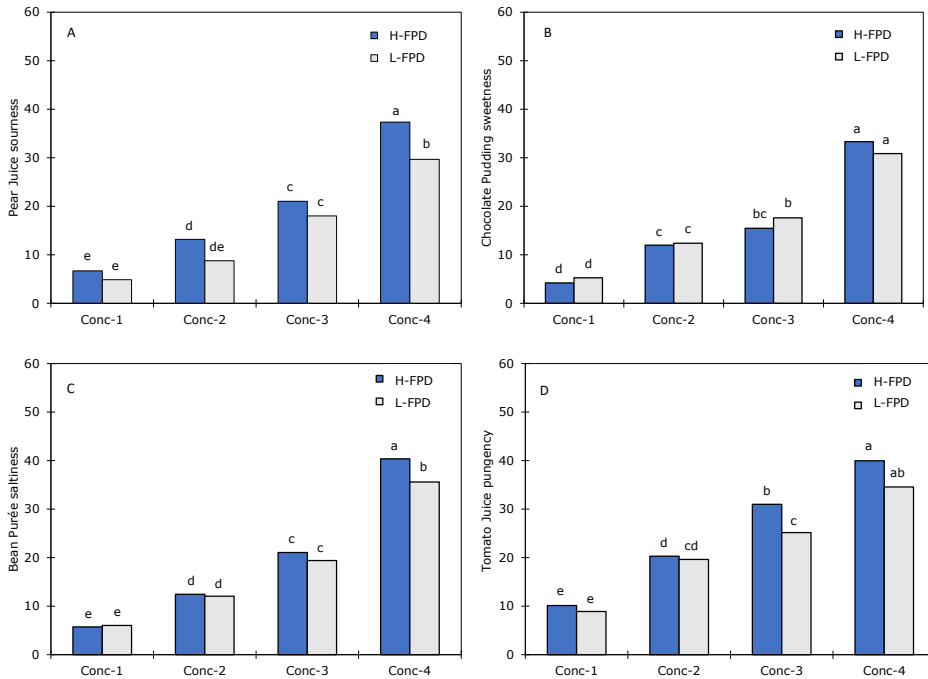 A
H-FPD
L-FPD
Pear Juice sourness
60
50
40
30
20
10
0
e e d de c c a b
Conc-1 Conc-2 Conc-3 Conc-4
B
H-FPD
L-FPD
Chocolate Pudding sweetness
60
50
40
30
20
10
0
d d c c bc b a a
Conc-1 Conc-2 Conc-3 Conc-4
C
H-FPD
L-FPD
Bean Purée saltiness
60
50
40
30
20
10
0
e e d d c c a b
Conc-1 Conc-2 Conc-3 Conc-4
D
H-FPD
L-FPD
Tomato Juice pungency
60
50
40
30
20
10
0
e e d cd b c a ab
Conc-1 Conc-2 Conc-3 Conc-4